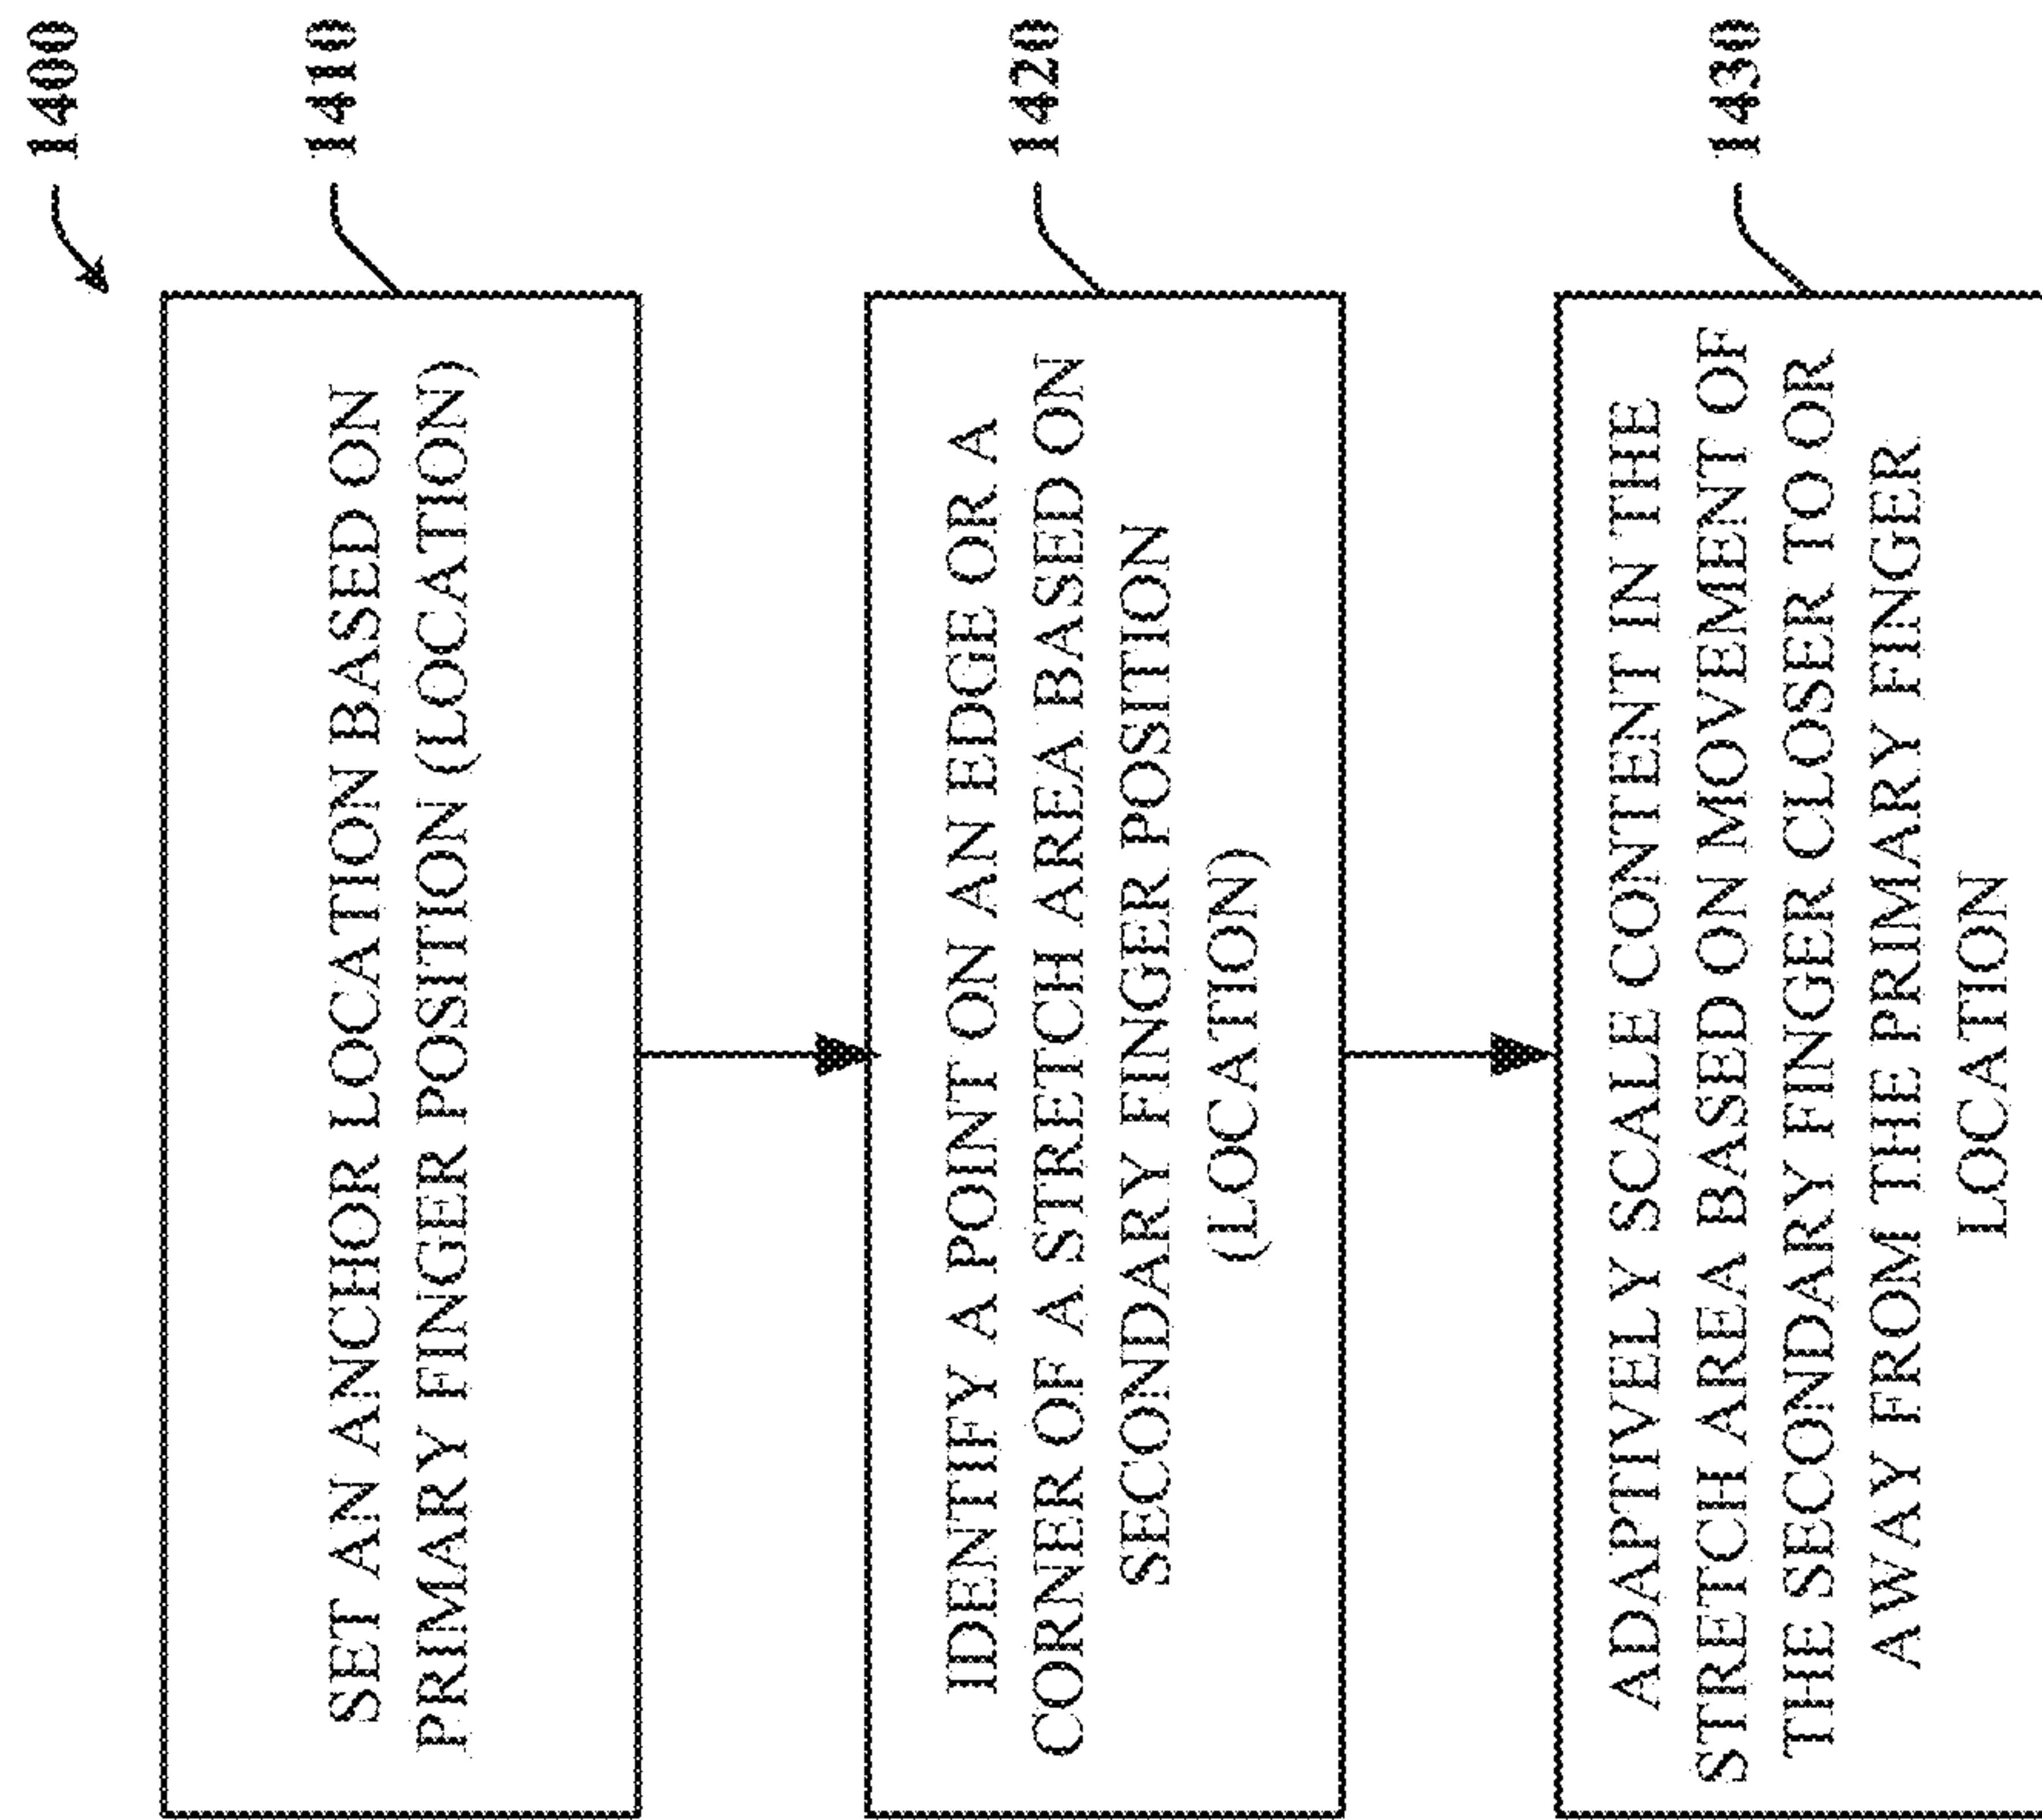 1400
1410
SET AN ANCHOR LOCATION BASED ON
PRIMARY FINGER POSITION (LOCATION)
1420
IDENTIFY A POINT ON AN EDGE OR A
CORNER OF A STRETCH AREA BASED ON
SECONDARY FINGER POSITION
(LOCATION)
1430
ADAPTIVELY SCALE CONTENT IN THE
STRETCH AREA BASED ON MOVEMENT OF
THE SECONDARY FINGER CLOSER TO OR
AWAY FROM THE PRIMARY FINGER
LOCATION